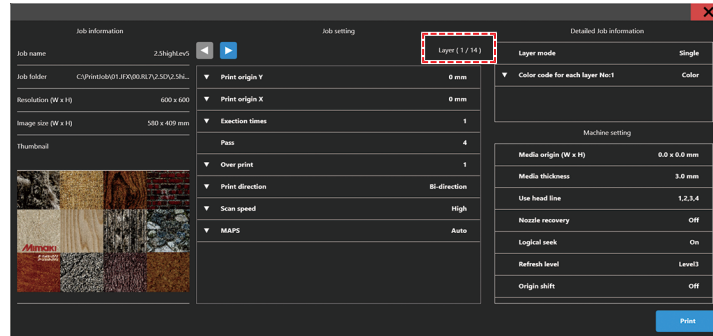 Job information
Job name 2.5highLev5
Job folder C:\PrintJob\01.JFX\00.RL7\2.5D\2.5hi...
Resolution (W x H) 600 x 600
Image size (W x H) 580 x 409 mm
Thumbnail
Mimaki
Job setting
Layer ( 1 / 14 )
Print origin Y 0 mm
Print origin X 0 mm
Exection times 1
Pass 4
Over print 1
Print direction Bi-direction
Scan speed High
MAPS Auto
Detailed Job information
Layer mode Single
Color code for each layer No:1 Color
Machine setting
Media origin (W x H) 0.0 x 0.0 mm
Media thickness 3.0 mm
Use head line 1,2,3,4
Nozzle recovery Off
Logical seek On
Refresh level Level3
Origin shift Off
Print